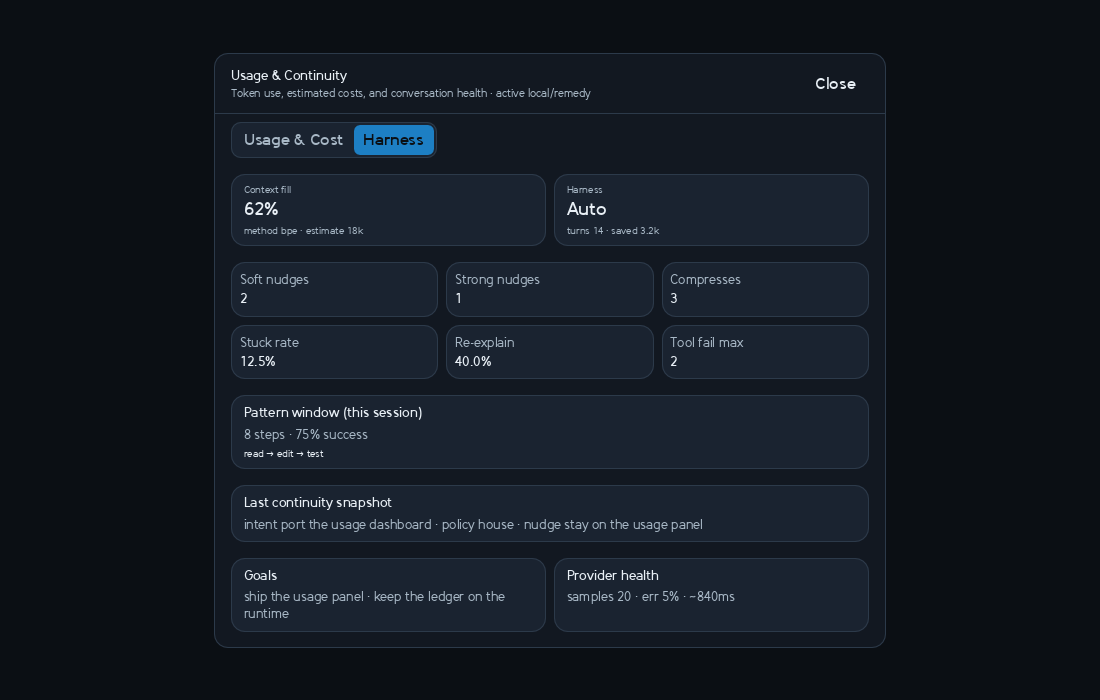 Usage & Continuity
Token use, estimated costs, and conversation health · active local/remedy
Close
Usage & Cost
Harness
Context fill
62%
method bpe · estimate 18k
Harness
Auto
turns 14 · saved 3.2k
Soft nudges
2
Strong nudges
1
Compresses
3
Stuck rate
12.5%
Re-explain
40.0%
Tool fail max
2
Pattern window (this session)
8 steps · 75% success
read → edit → test
Last continuity snapshot
intent port the usage dashboard · policy house · nudge stay on the usage panel
Goals
ship the usage panel · keep the ledger on the
runtime
Provider health
samples 20 · err 5% · ~840ms